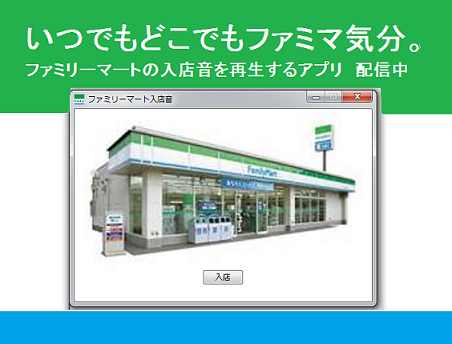 いつでもどこでもファミマ気分。
ファミリーマートの入店音を再生するアプリ 配信中
ファミリーマート入店音
FamilyMart
入店